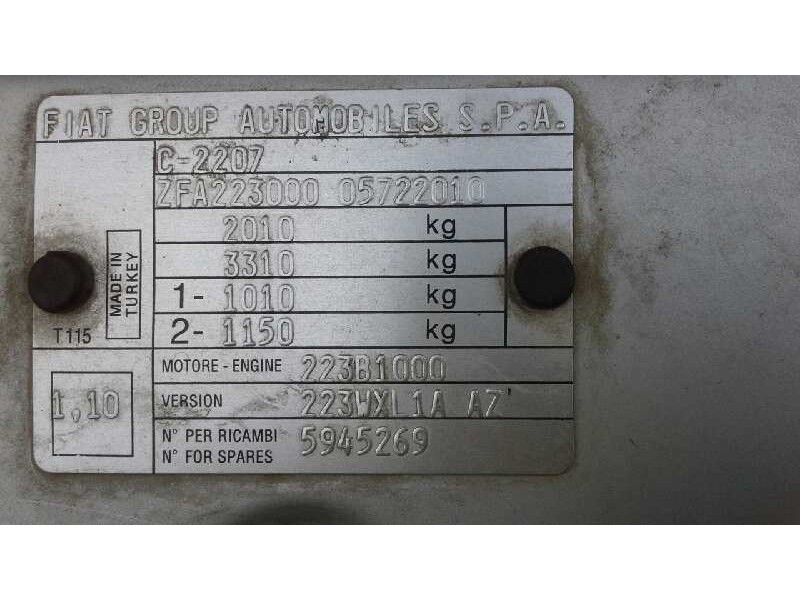 FIAT GROUP AUTOMOBILES S.P.A.
C-2207
ZFA223000 05722010
2010 kg
3310 kg
1- 1010 kg
2- 1150 kg
MADE IN
TURKEY
T115
MOTORE - ENGINE 223B1000
1,10
VERSION 223WXL1A AZ
N° PER RICAMBI
N° FOR SPARES
5945269